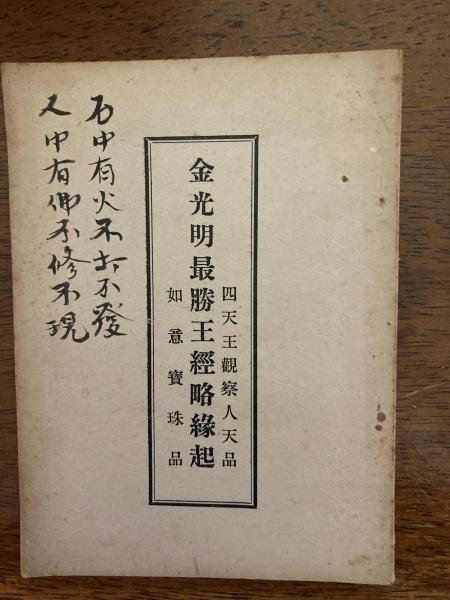 四天王觀察人天品
金光明最勝王經略緣起
如意寶珠品
石中有火不打不發
人中有佛不修不現